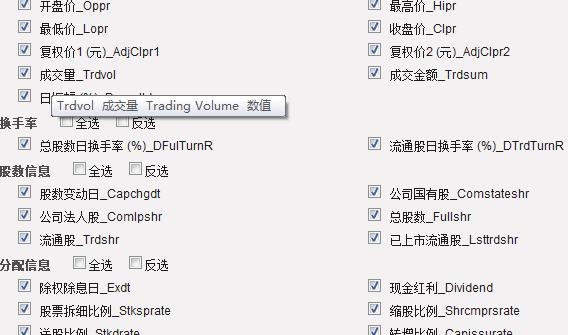 开盘价_Oppr 最高价_Hipr
最低价_Lopr 收盘价_Clpr
复权价1 (元)_AdjClpr1 复权价2 (元)_AdjClpr2
成交量_Trdvol 成交金额_Trdsum
Trdvol 成交量 Trading Volume 数值
换手率 全选 反选
总股数日换手率 (%)_DFulTurnR 流通股日换手率 (%)_DTrdTurnR
股数信息 全选 反选
股数变动日_Capchgdt 公司国有股_Comstateshr
公司法人股_Comlpshr 总股数_Fullshr
流通股_Trdshr 已上市流通股_Lsttrdshr
分配信息 全选 反选
除权除息日_Exdt 现金红利_Dividend
股票拆细比例_Stksprate 缩股比例_Shrcmprsrate
送股比例_Stkdrate 转增比例_Capissurate